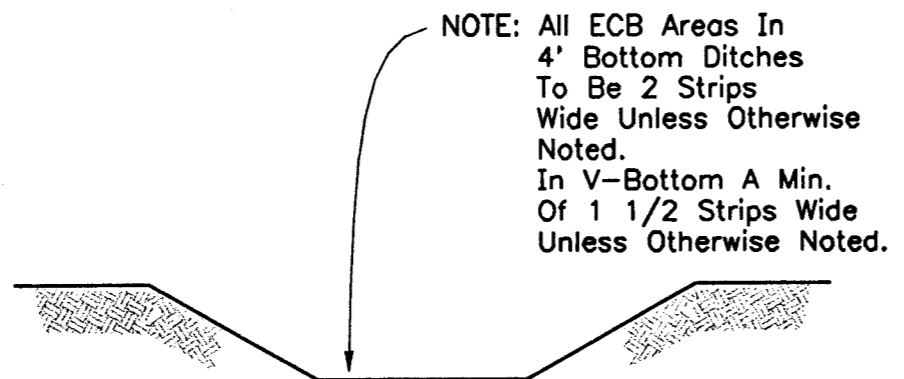 NOTE: All ECB Areas In
4' Bottom Ditches
To Be 2 Strips
Wide Unless Otherwise
Noted.
In V-Bottom A Min.
Of 1 1/2 Strips Wide
Unless Otherwise Noted.